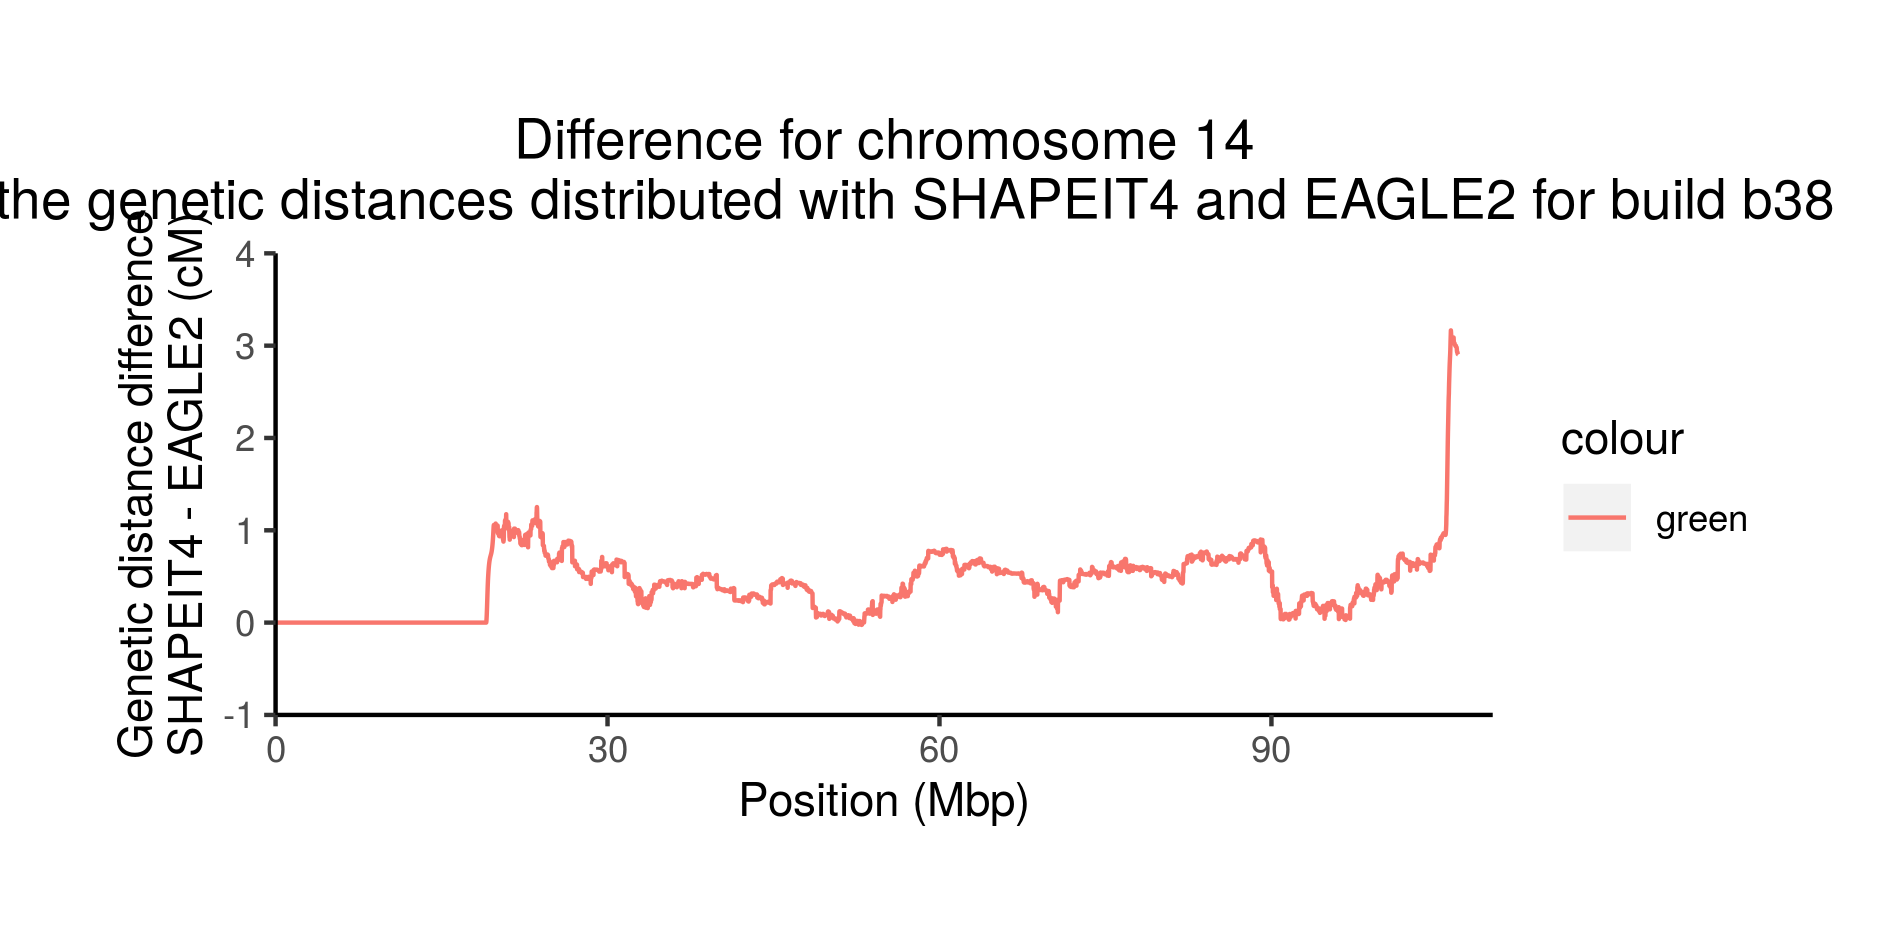 Difference for chromosome 14
the genetic distances distributed with SHAPEIT4 and EAGLE2 for build b38
Genetic distance difference
SHAPEIT4 - EAGLE2 (cM)
4
3
2
1
0
-1
0
30
60
90
Position (Mbp)
colour
green